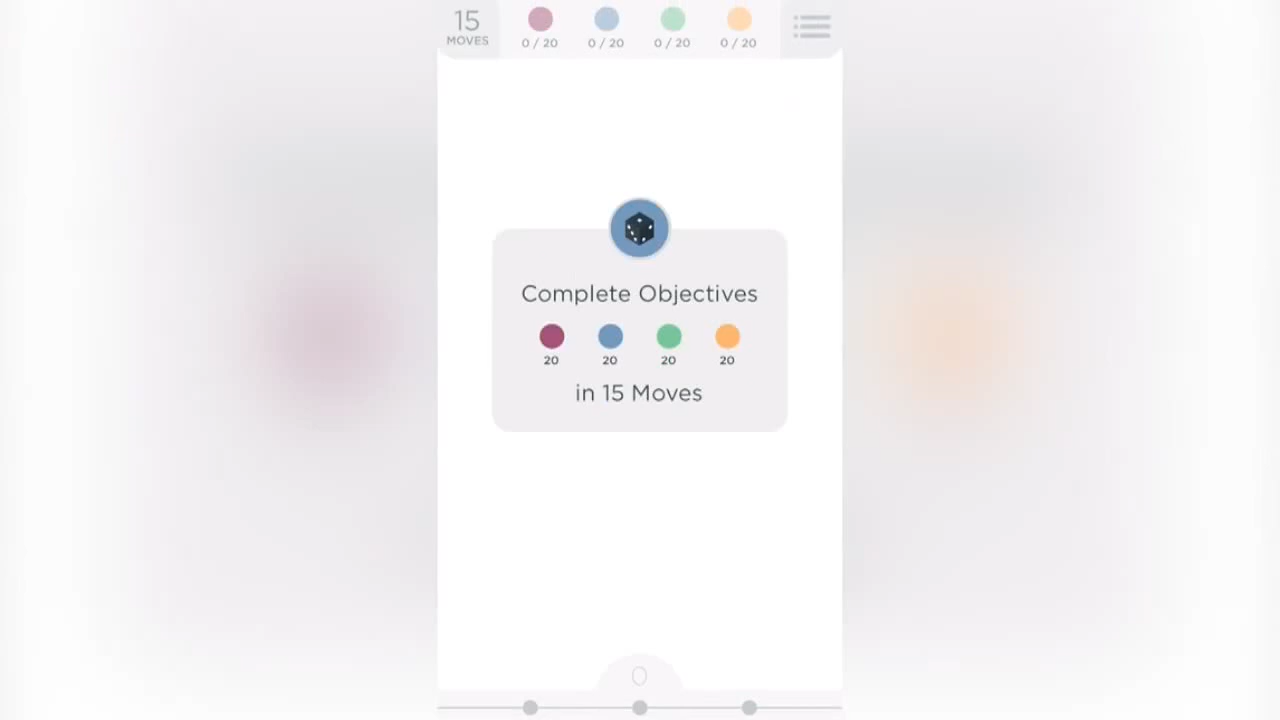 15
MOVES
0 / 20 0 / 20 0 / 20 0 / 20
Complete Objectives
20 20 20 20
in 15 Moves
0